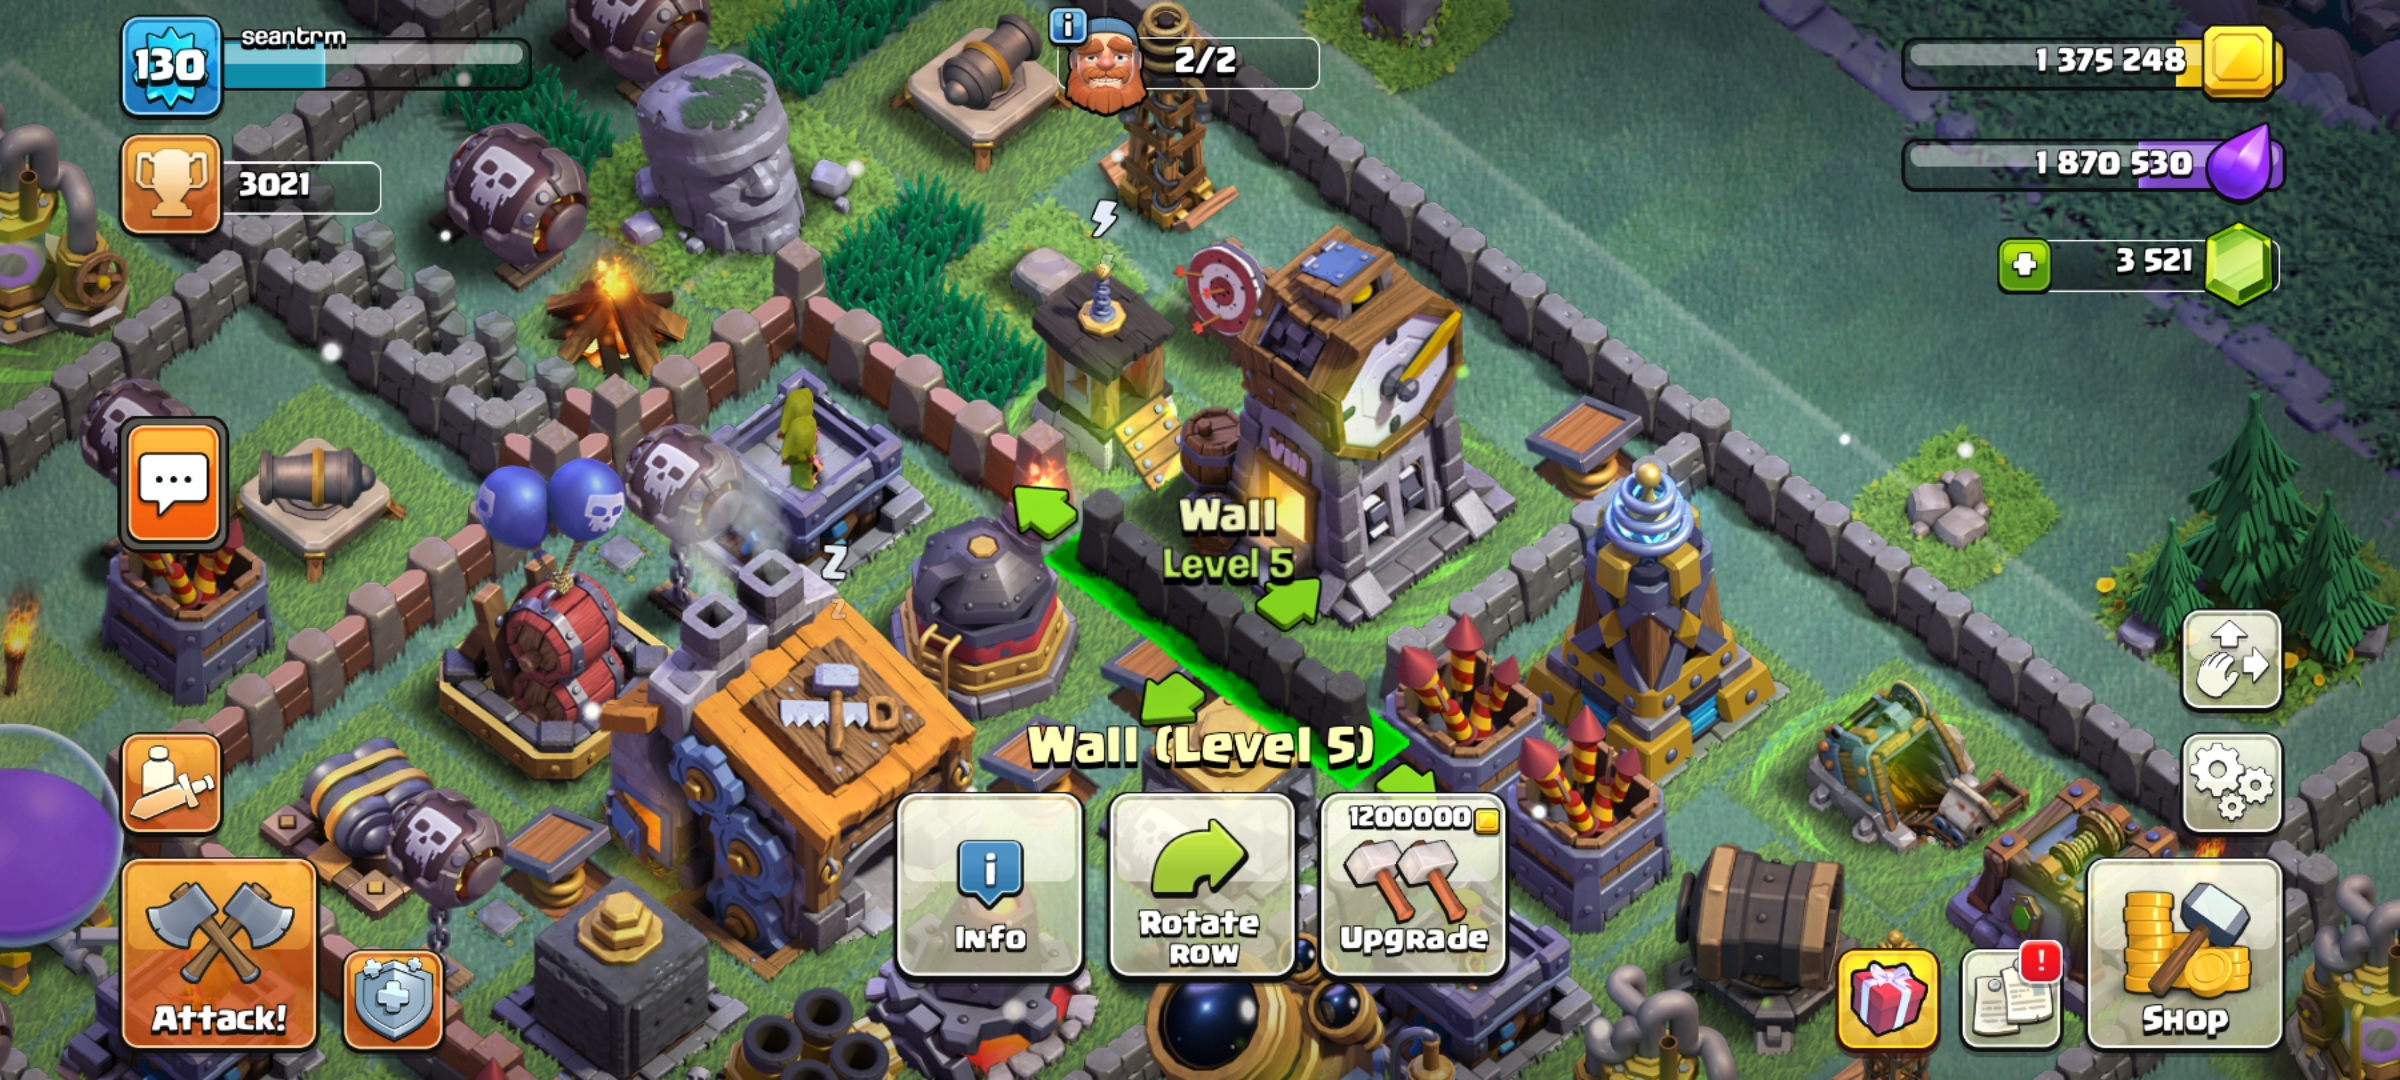 130
seantrm
2/2
1 375 248
3021
1 870 530
3 521
VIII
Wall
Level 5
Z
z
Wall (Level 5)
Info
Rotate
ROW
1200000
Upgrade
Attack!
!
Shop